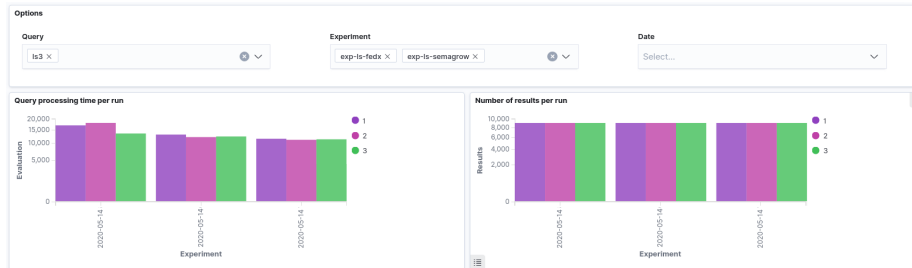 Options
Query
Experiment
Date
ls3 ×
exp-ls-fedx ×
exp-ls-semagrow ×
Select...
Query processing time per run
20,000
15,000
10,000
5,000
0
Evaluation
2020-05-14
2020-05-14
2020-05-14
Experiment
1
2
3
Number of results per run
10,000
8,000
6,000
4,000
2,000
0
Results
2020-05-14
2020-05-14
2020-05-14
Experiment
1
2
3